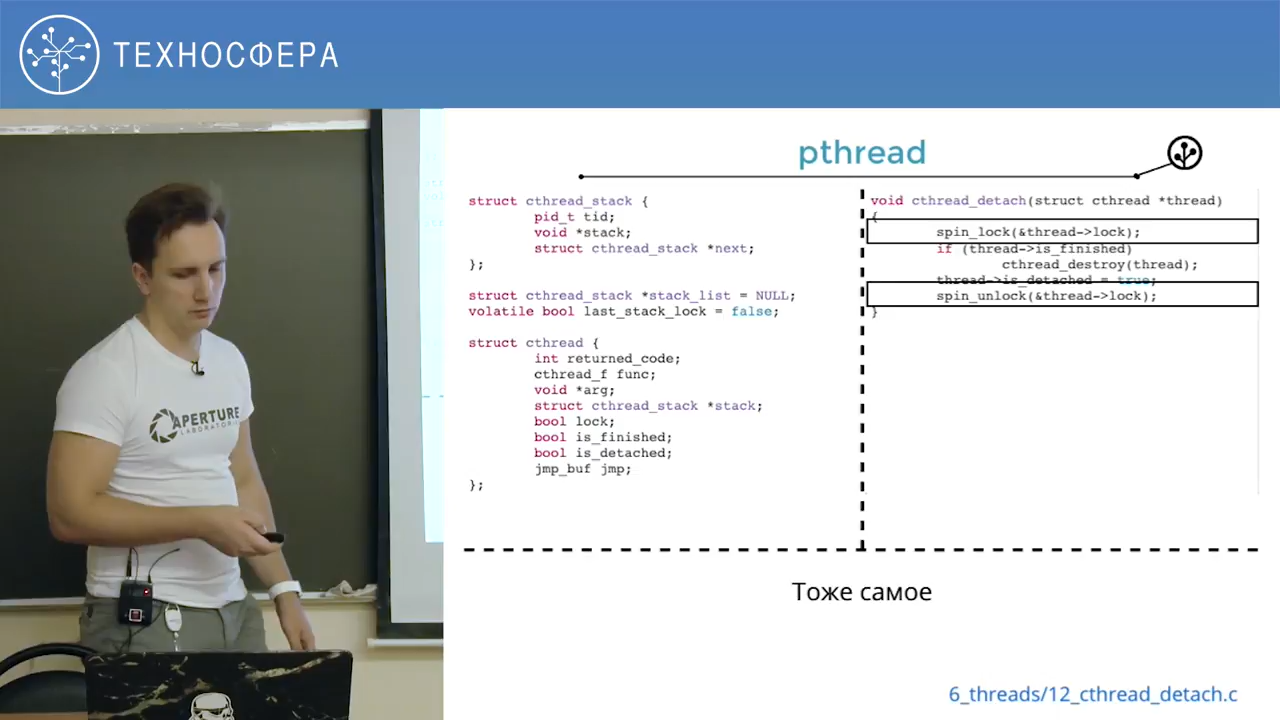 ТЕХНОСФЕРА
APERTURE
LABORATORIES
pthread
struct cthread_stack {
pid_t tid;
void *stack;
struct cthread_stack *next;
};
struct cthread_stack *stack_list = NULL;
volatile bool last_stack_lock = false;
struct cthread {
int returned_code;
cthread_f func;
void *arg;
struct cthread_stack *stack;
bool lock;
bool is_finished;
bool is_detached;
jmp_buf jmp;
};
void cthread_detach(struct cthread *thread)
{
spin_lock(&thread->lock);
if (thread->is_finished)
cthread_destroy(thread);
thread->is_detached = true;
spin_unlock(&thread->lock);
}
Тоже самое
6_threads/12_cthread_detach.c